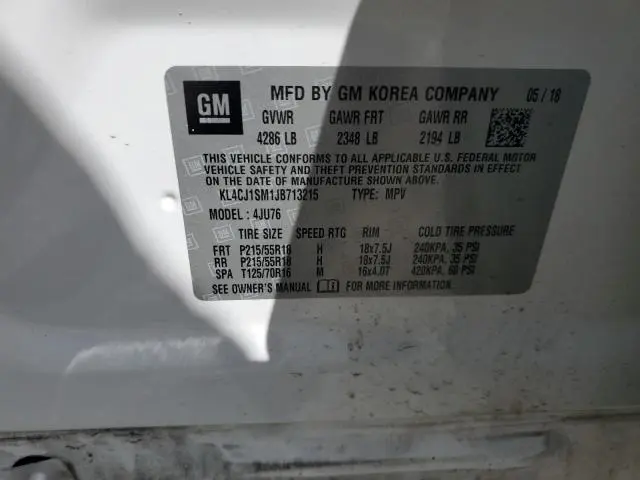 GM
MFD BY GM KOREA COMPANY 05 / 18
GVWR GAWR FRT GAWR RR
4286 LB 2348 LB 2194 LB
THIS VEHICLE CONFORMS TO ALL APPLICABLE U.S. FEDERAL MOTOR
VEHICLE SAFETY AND THEFT PREVENTION STANDARDS IN EFFECT
ON THE DATE OF MANUFACTURE SHOWN ABOVE.
KL4CJ1SM1JB713215 TYPE: MPV
MODEL : 4JU76
TIRE SIZE SPEED RTG RIM COLD TIRE PRESSURE
FRT P215/55R18 H 18x7.5J 240KPA, 35 PSI
RR P215/55R18 H 18x7.5J 240KPA, 35 PSI
SPA T125/70R16 M 16x4.0T 420KPA, 60 PSI
SEE OWNER'S MANUAL FOR MORE INFORMATION.